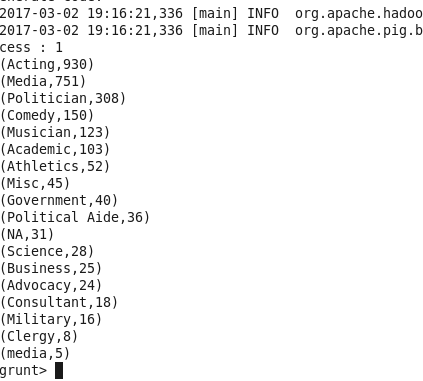 2017-03-02 19:16:21,336 [main] INFO  org.apache.hadoo
2017-03-02 19:16:21,336 [main] INFO  org.apache.pig.b
cess : 1
(Acting,930)
(Media,751)
(Politician,308)
(Comedy,150)
(Musician,123)
(Academic,103)
(Athletics,52)
(Misc,45)
(Government,40)
(Political Aide,36)
(NA,31)
(Science,28)
(Business,25)
(Advocacy,24)
(Consultant,18)
(Military,16)
(Clergy,8)
(media,5)
grunt>